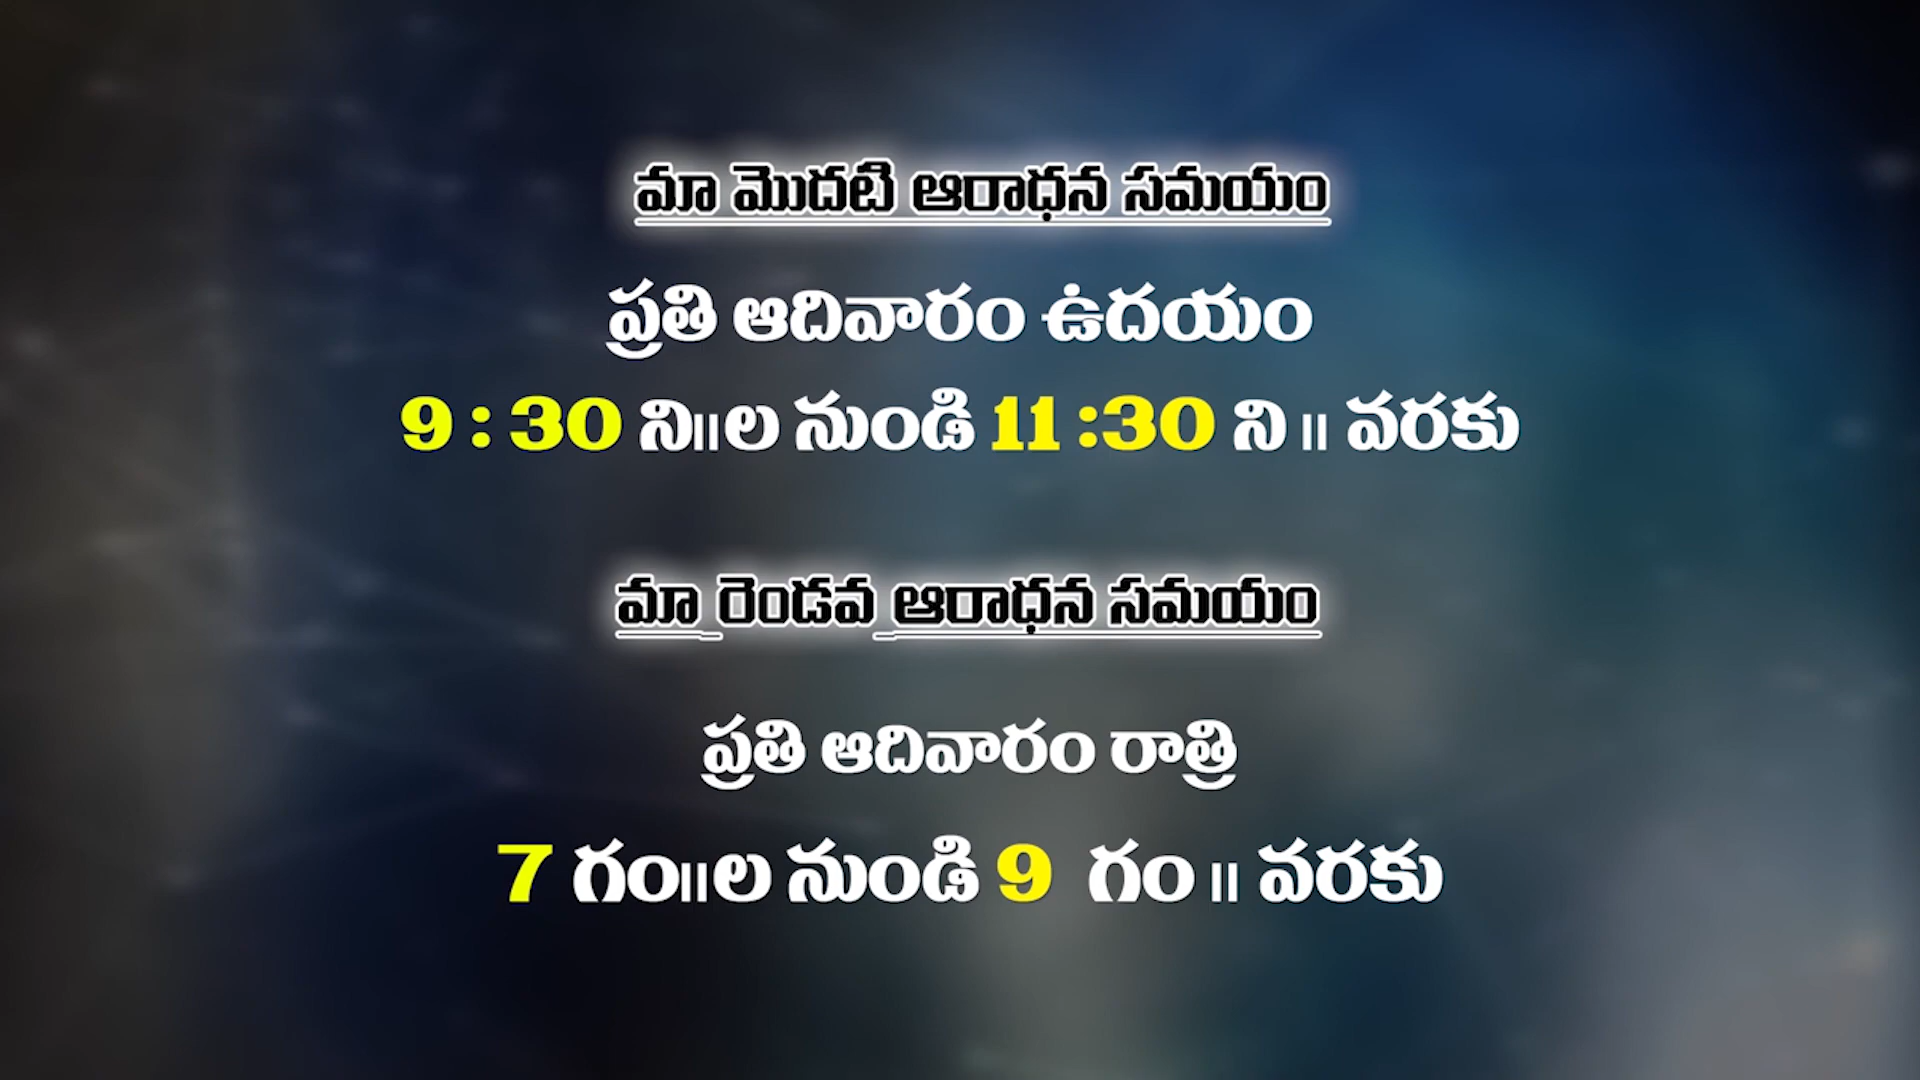 మా మొదటి ఆరాధన సమయం
ప్రతి ఆదివారం ఉదయం
9 : 30 ని॥ల నుండి 11 :30 ని ॥ వరకు
మా రెండవ ఆరాధన సమయం
ప్రతి ఆదివారం రాత్రి
7 గం॥ల నుండి 9 గం ॥ వరకు